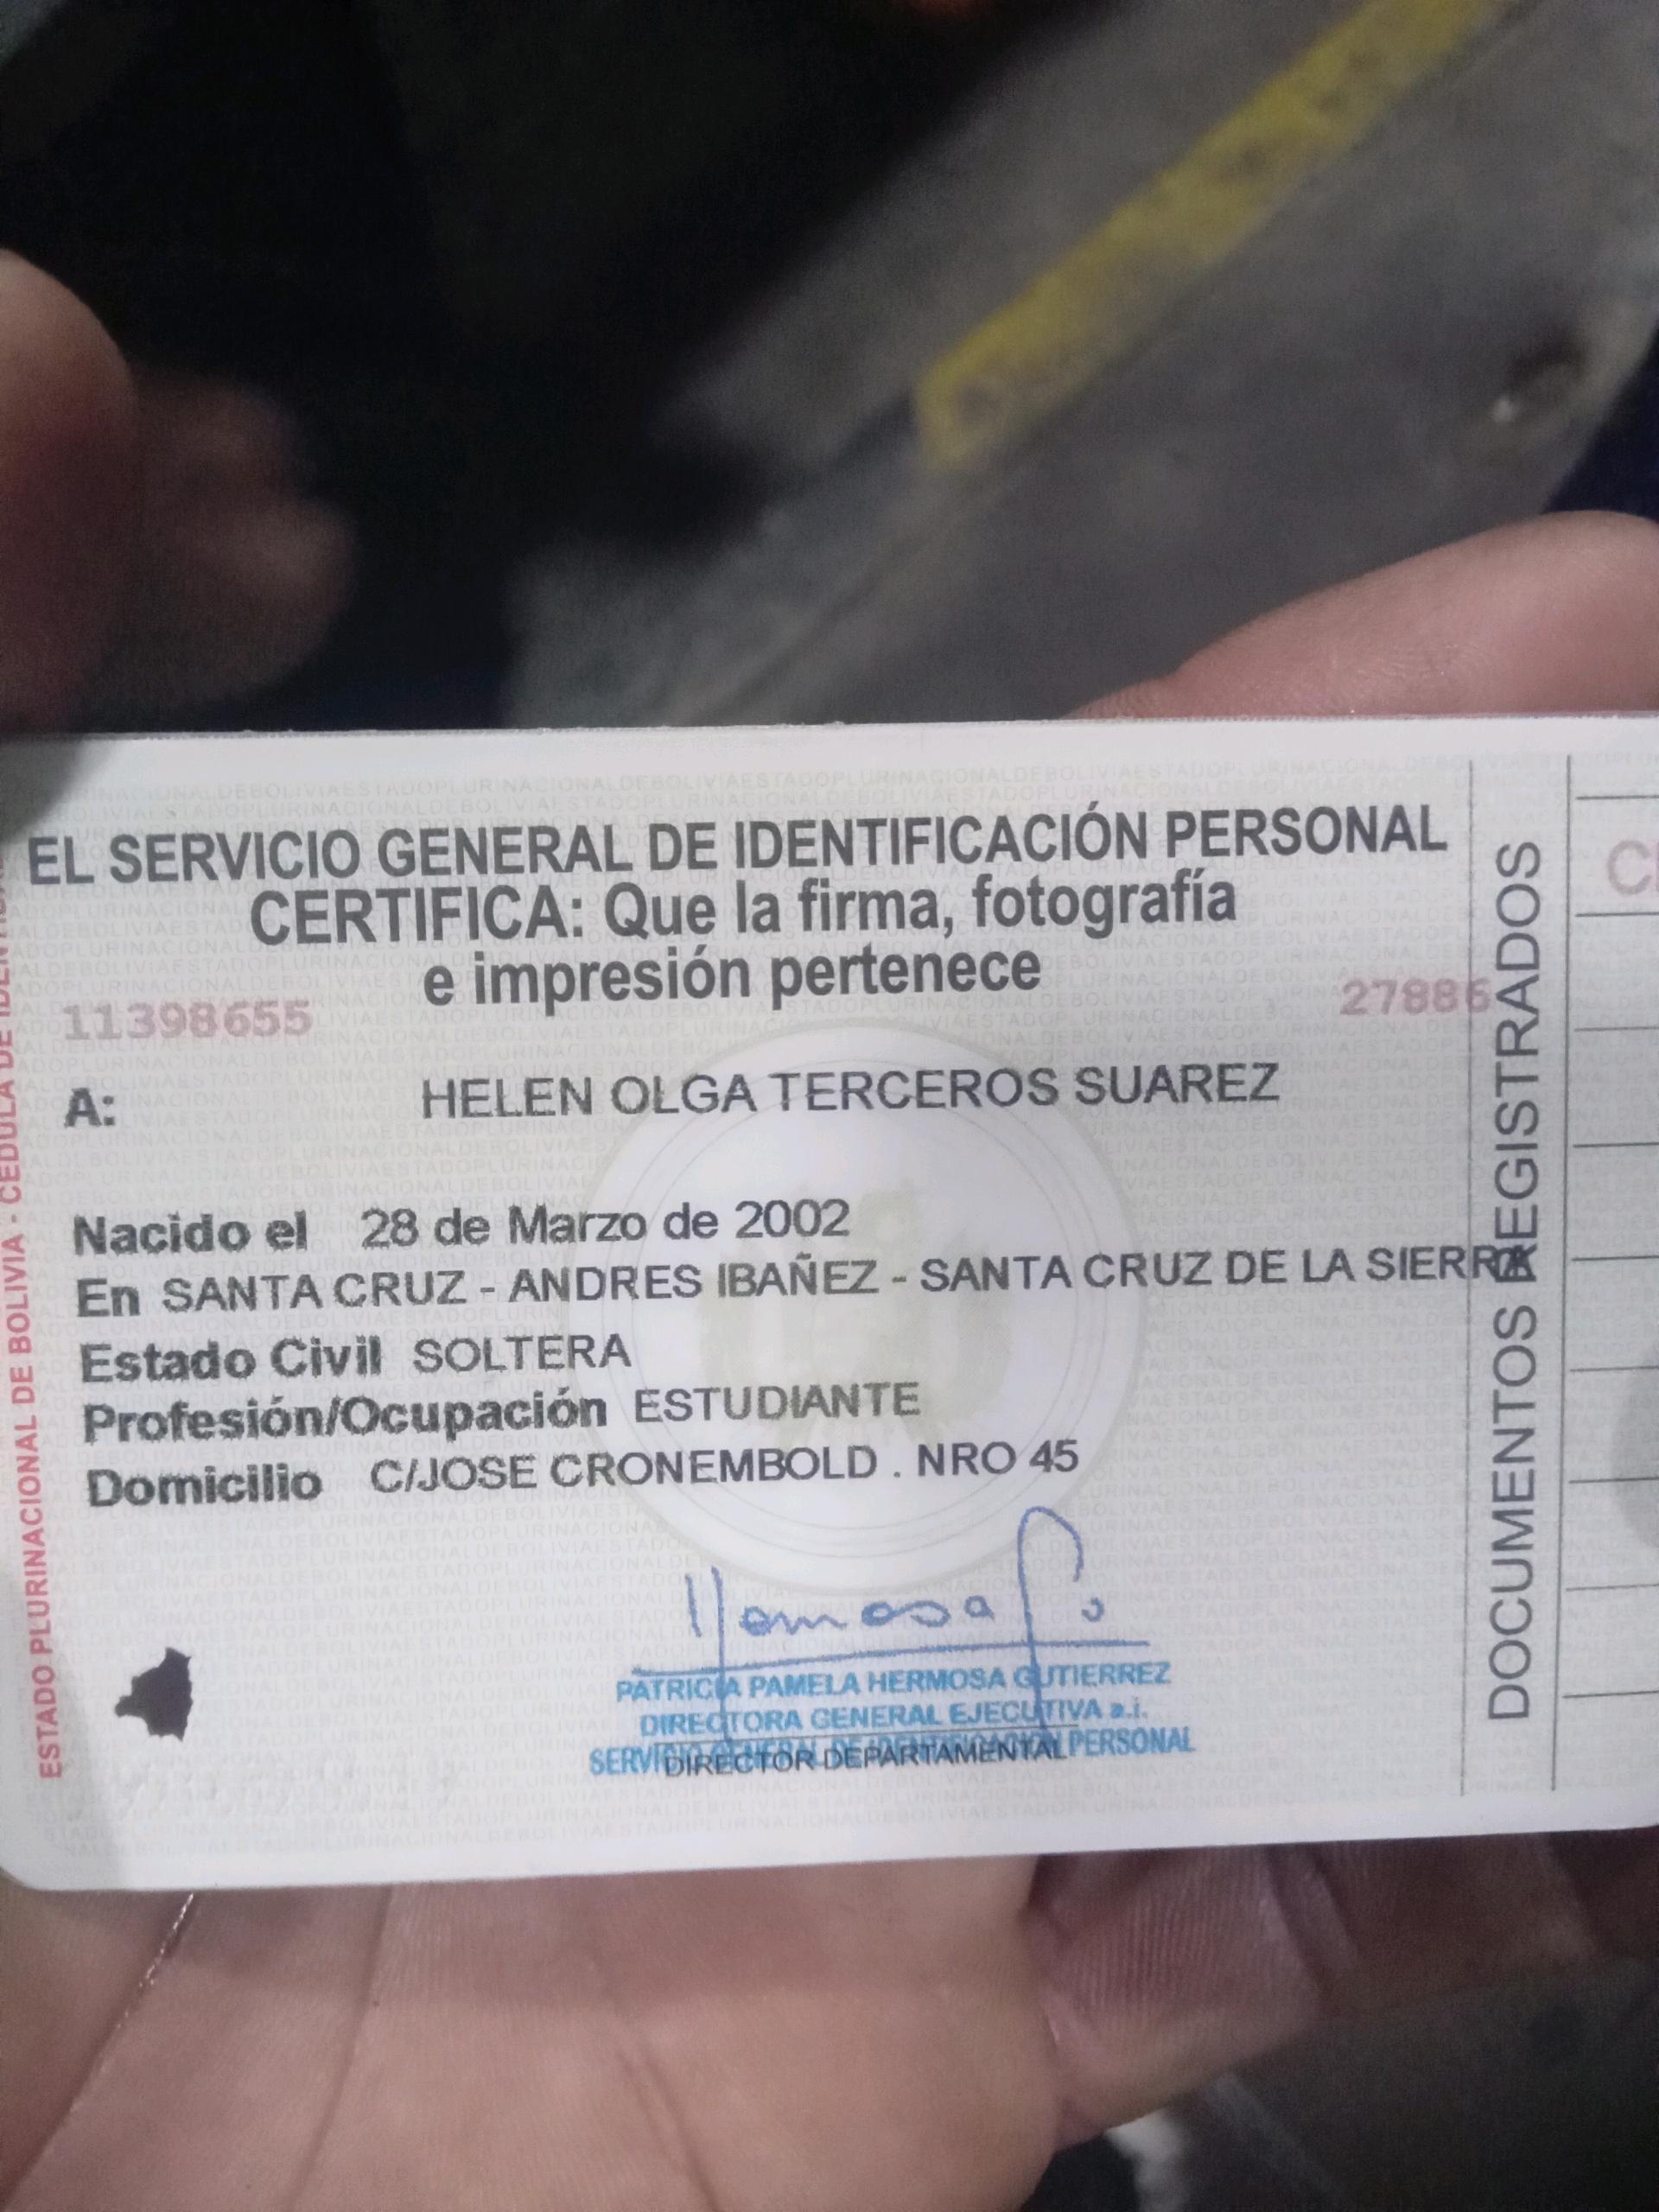 EL SERVICIO GENERAL DE IDENTIFICACIÓN PERSONAL
CERTIFICA: Que la firma, fotografía
e impresión pertenece
11398655
27886
A: HELEN OLGA TERCEROS SUAREZ
Nacido el 28 de Marzo de 2002
En SANTA CRUZ - ANDRES IBAÑEZ - SANTA CRUZ DE LA SIERRA
Estado Civil SOLTERA
Profesión/Ocupación ESTUDIANTE
Domicilio C/JOSE CRONEMBOLD . NRO 45
PATRICIA PAMELA HERMOSA GUTIERREZ
DIRECTORA GENERAL EJECUTIVA a.i.
SERVICIO GENERAL DE IDENTIFICACIÓN PERSONAL
DIRECTOR DEPARTAMENTAL
ESTADO PLURINACIONAL DE BOLIVIA - CEDULA DE
DOCUMENTOS REGISTRADOS